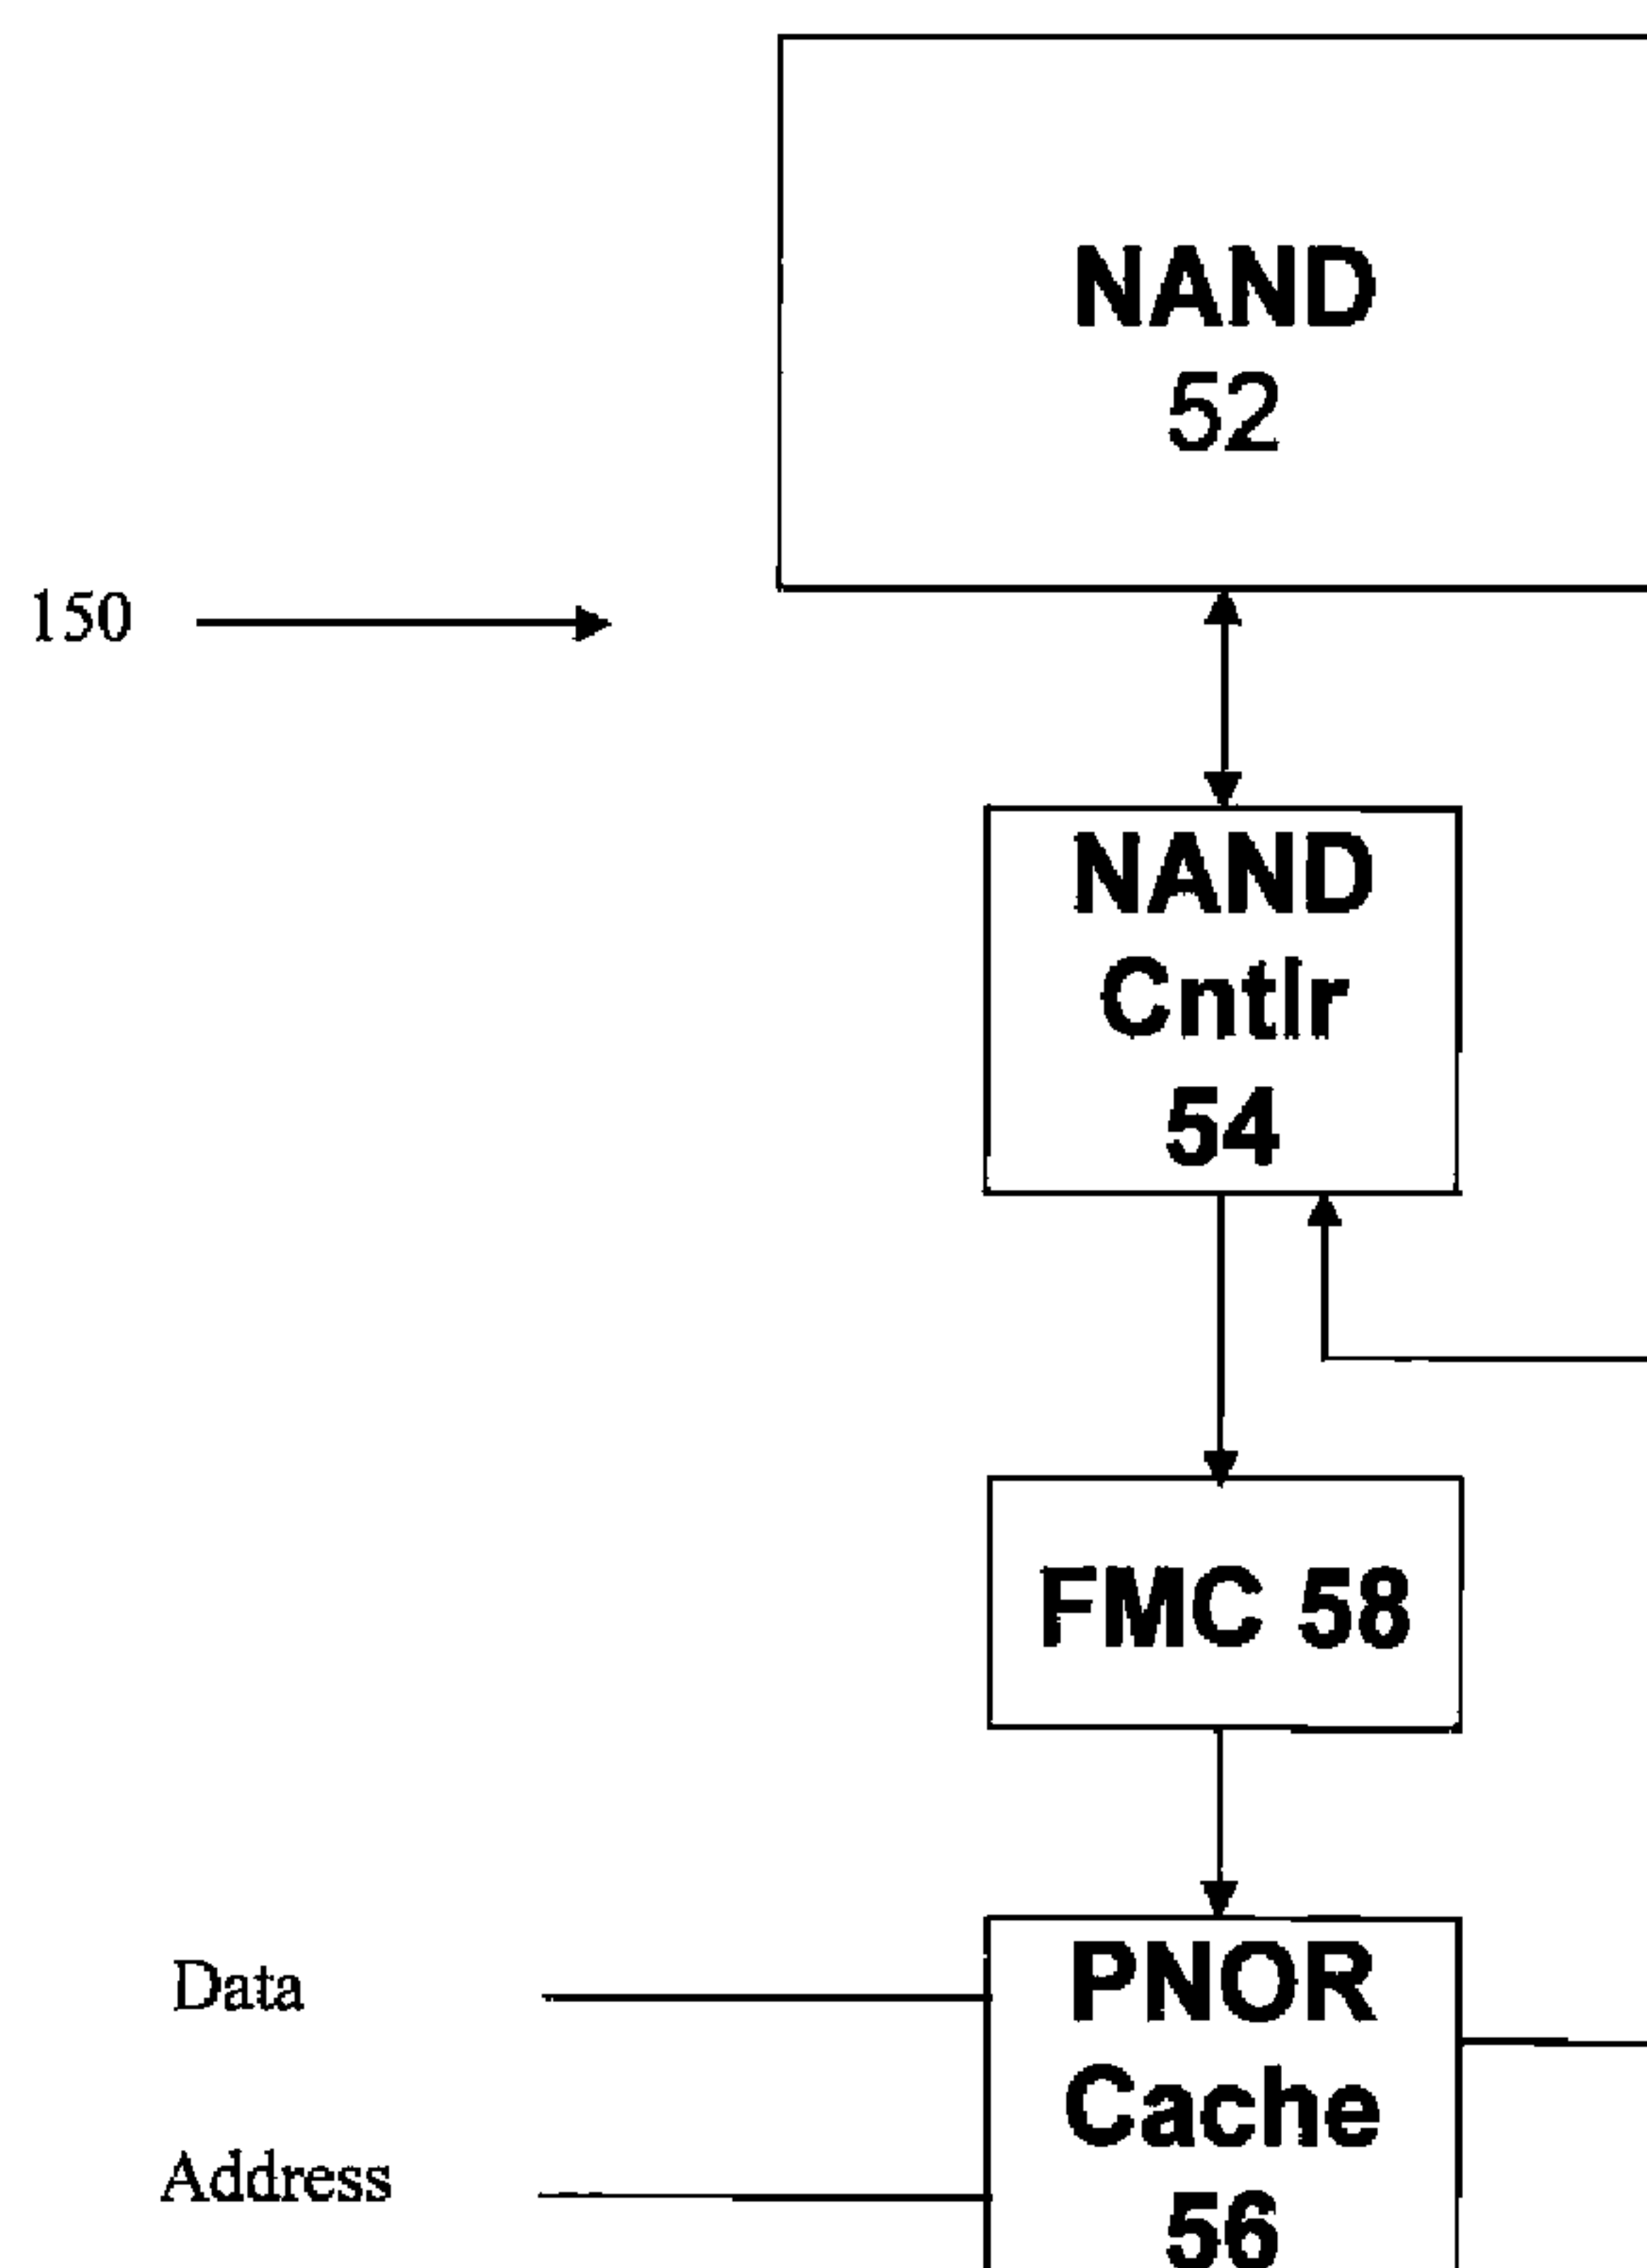 NAND
52
150
NAND
Cntlr
54
FMC 58
PNOR
Data
Cache
Address
56